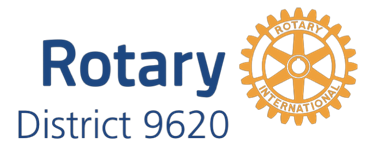 Rotary
District 9620
ROTARY
INTERNATIONAL